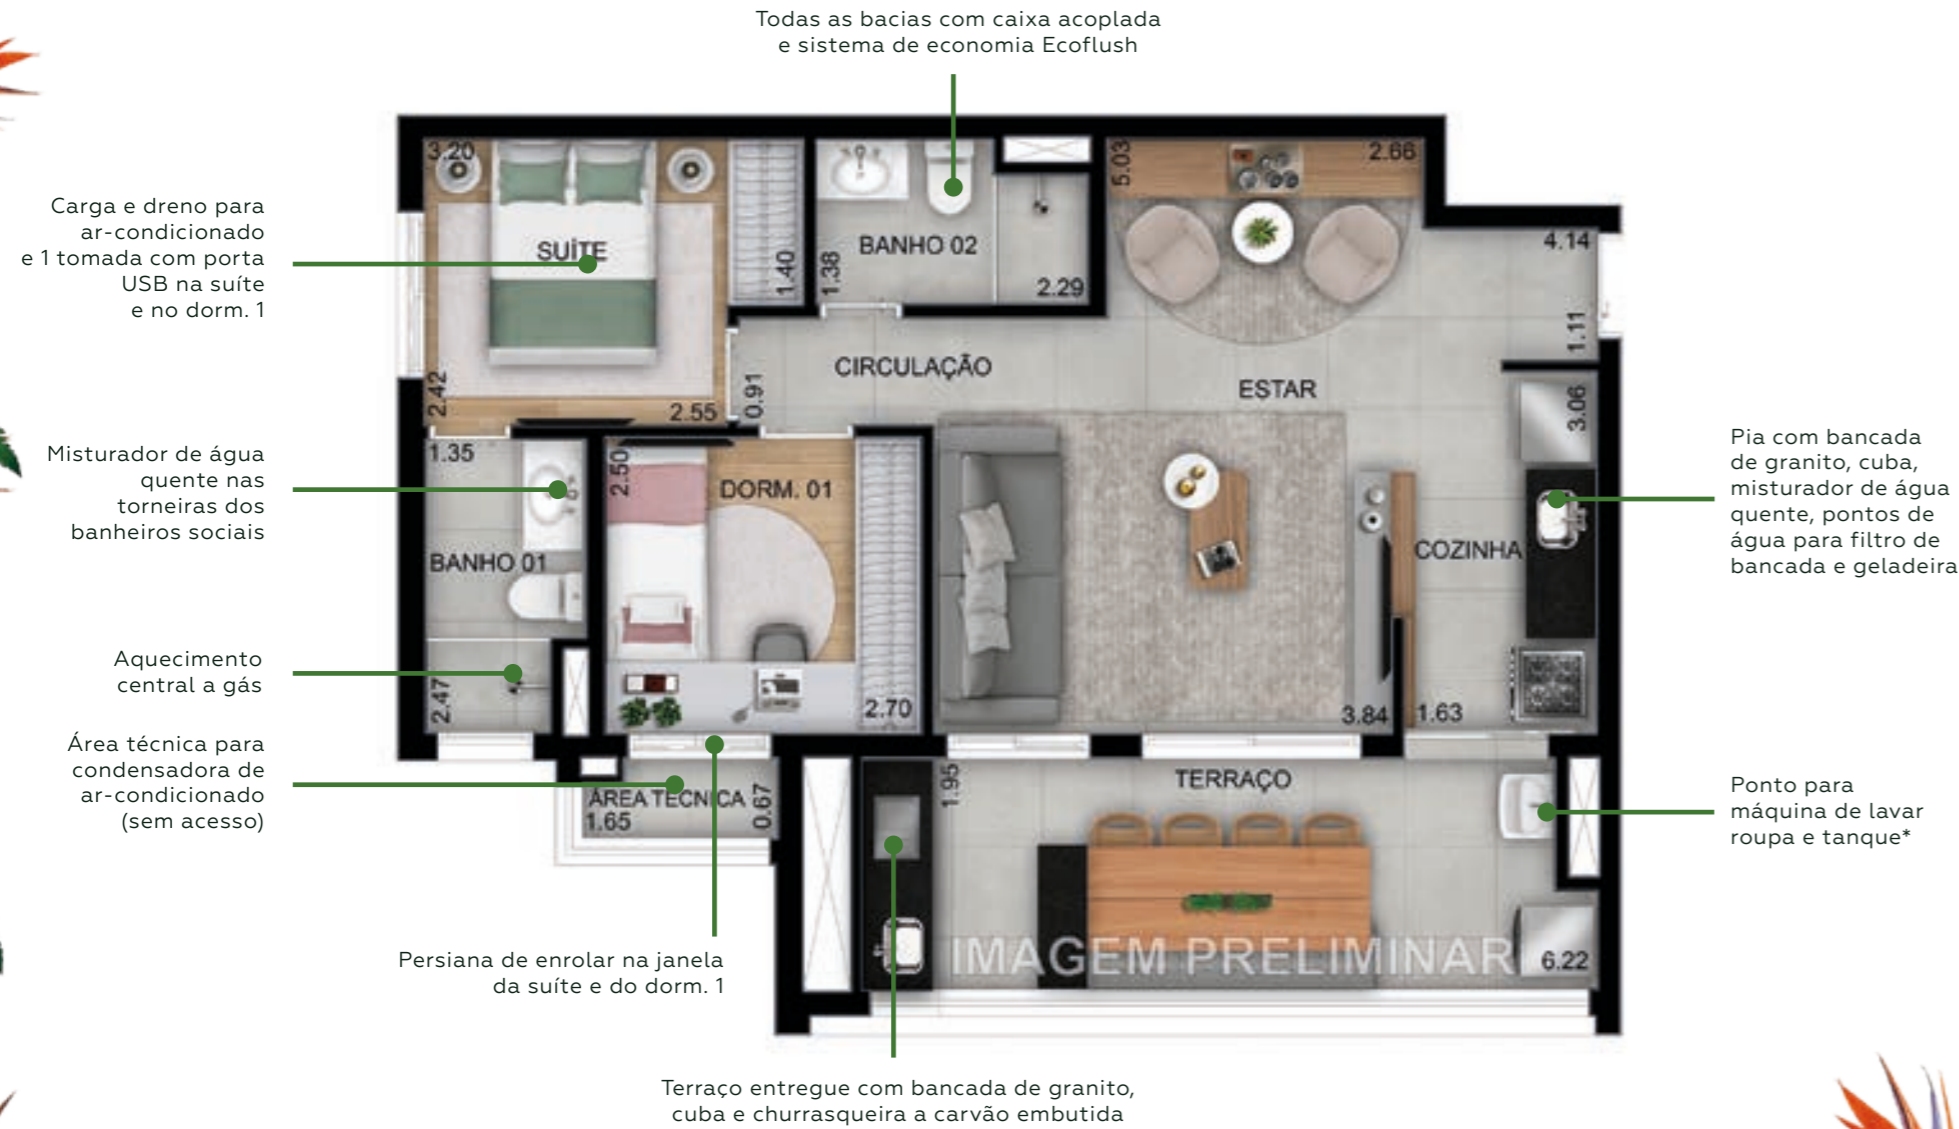 Todas as bacias com caixa acoplada
e sistema de economia Ecoflush
Carga e dreno para
ar-condicionado
e 1 tomada com porta
USB na suíte
e no dorm. 1
Misturador de água
quente nas
torneiras dos
banheiros sociais
Aquecimento
central a gás
Área técnica para
condensadora de
ar-condicionado
(sem acesso)
Persiana de enrolar na janela
da suíte e do dorm. 1
Terraço entregue com bancada de granito,
cuba e churrasqueira a carvão embutida
Pia com bancada
de granito, cuba,
misturador de água
quente, pontos de
água para filtro de
bancada e geladeira
Ponto para
máquina de lavar
roupa e tanque*
3.20
SUÍTE
1.40
2.42
2.55
BANHO 02
1.38
2.29
5.03
2.66
4.14
1.11
CIRCULAÇÃO
0.91
ESTAR
3.06
1.35
BANHO 01
2.47
2.50
DORM. 01
2.70
3.84
COZINHA
1.63
ÁREA TÉCNICA
1.65
0.67
1.95
TERRAÇO
6.22
IMAGEM PRELIMINAR